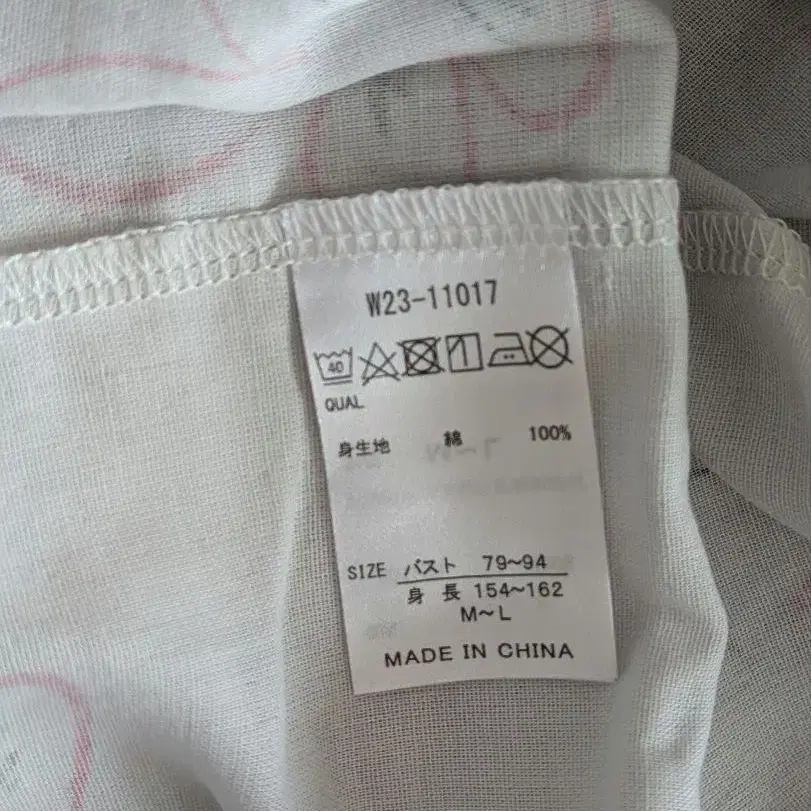 W23-11017
40
QUAL
身生地 綿 100%
SIZE バスト 79~94
身 長 154~162
M~L
MADE IN CHINA